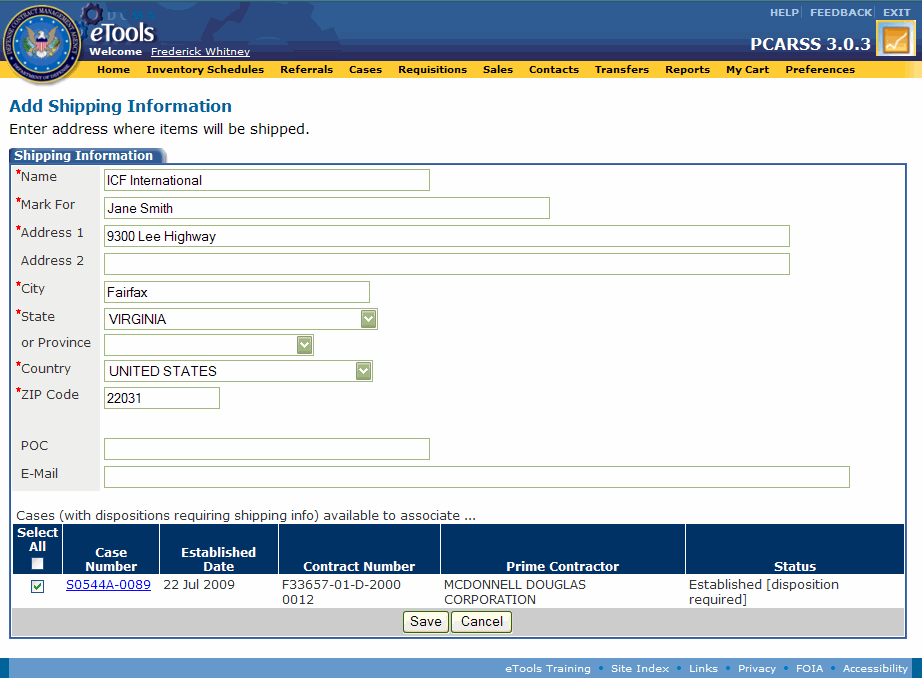 HELP FEEDBACK EXIT
eTools
Welcome Frederick Whitney
PCARSS 3.0.3
Home Inventory Schedules Referrals Cases Requisitions Sales Contacts Transfers Reports My Cart Preferences
Add Shipping Information
Enter address where items will be shipped.
Shipping Information
*Name ICF International
*Mark For Jane Smith
*Address 1 9300 Lee Highway
Address 2
*City Fairfax
*State VIRGINIA
or Province
*Country UNITED STATES
*ZIP Code 22031
POC
E-Mail
Cases (with dispositions requiring shipping info) available to associate ...
Select All Case Number Established Date Contract Number Prime Contractor Status
S0544A-0089 22 Jul 2009 F33657-01-D-2000 MCDONNELL DOUGLAS Established [disposition
0012 CORPORATION required]
Save Cancel
eTools Training • Site Index • Links • Privacy • FOIA • Accessibility